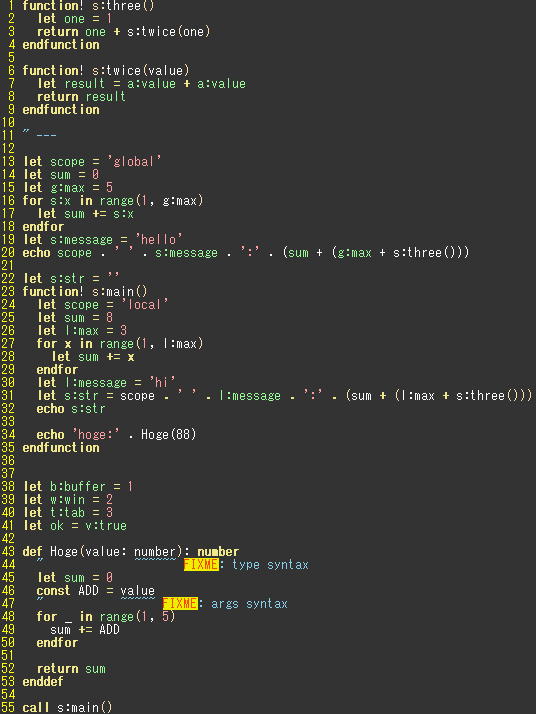 1 function! s:three()
2   let one = 1
3   return one + s:twice(one)
4 endfunction
5
6 function! s:twice(value)
7   let result = a:value + a:value
8   return result
9 endfunction
10
11 " ---
12
13 let scope = 'global'
14 let sum = 0
15 let g:max = 5
16 for s:x in range(1, g:max)
17   let sum += s:x
18 endfor
19 let s:message = 'hello'
20 echo scope . ' ' . s:message . ':' . (sum + (g:max + s:three()))
21
22 let s:str = ''
23 function! s:main()
24   let scope = 'local'
25   let sum = 8
26   let l:max = 3
27   for x in range(1, l:max)
28     let sum += x
29   endfor
30   let l:message = 'hi'
31   let s:str = scope . ' ' . l:message . ':' . (sum + (l:max + s:three()))
32   echo s:str
33
34   echo 'hoge:' . Hoge(88)
35 endfunction
36
37
38 let b:buffer = 1
39 let w:win = 2
40 let t:tab = 3
41 let ok = v:true
42
43 def Hoge(value: number): number
44   "             ~~~~~~ FIXME: type syntax
45   let sum = 0
46   const ADD = value
47   "           ~~~~~ FIXME: args syntax
48   for _ in range(1, 5)
49     sum += ADD
50   endfor
51
52   return sum
53 enddef
54
55 call s:main()